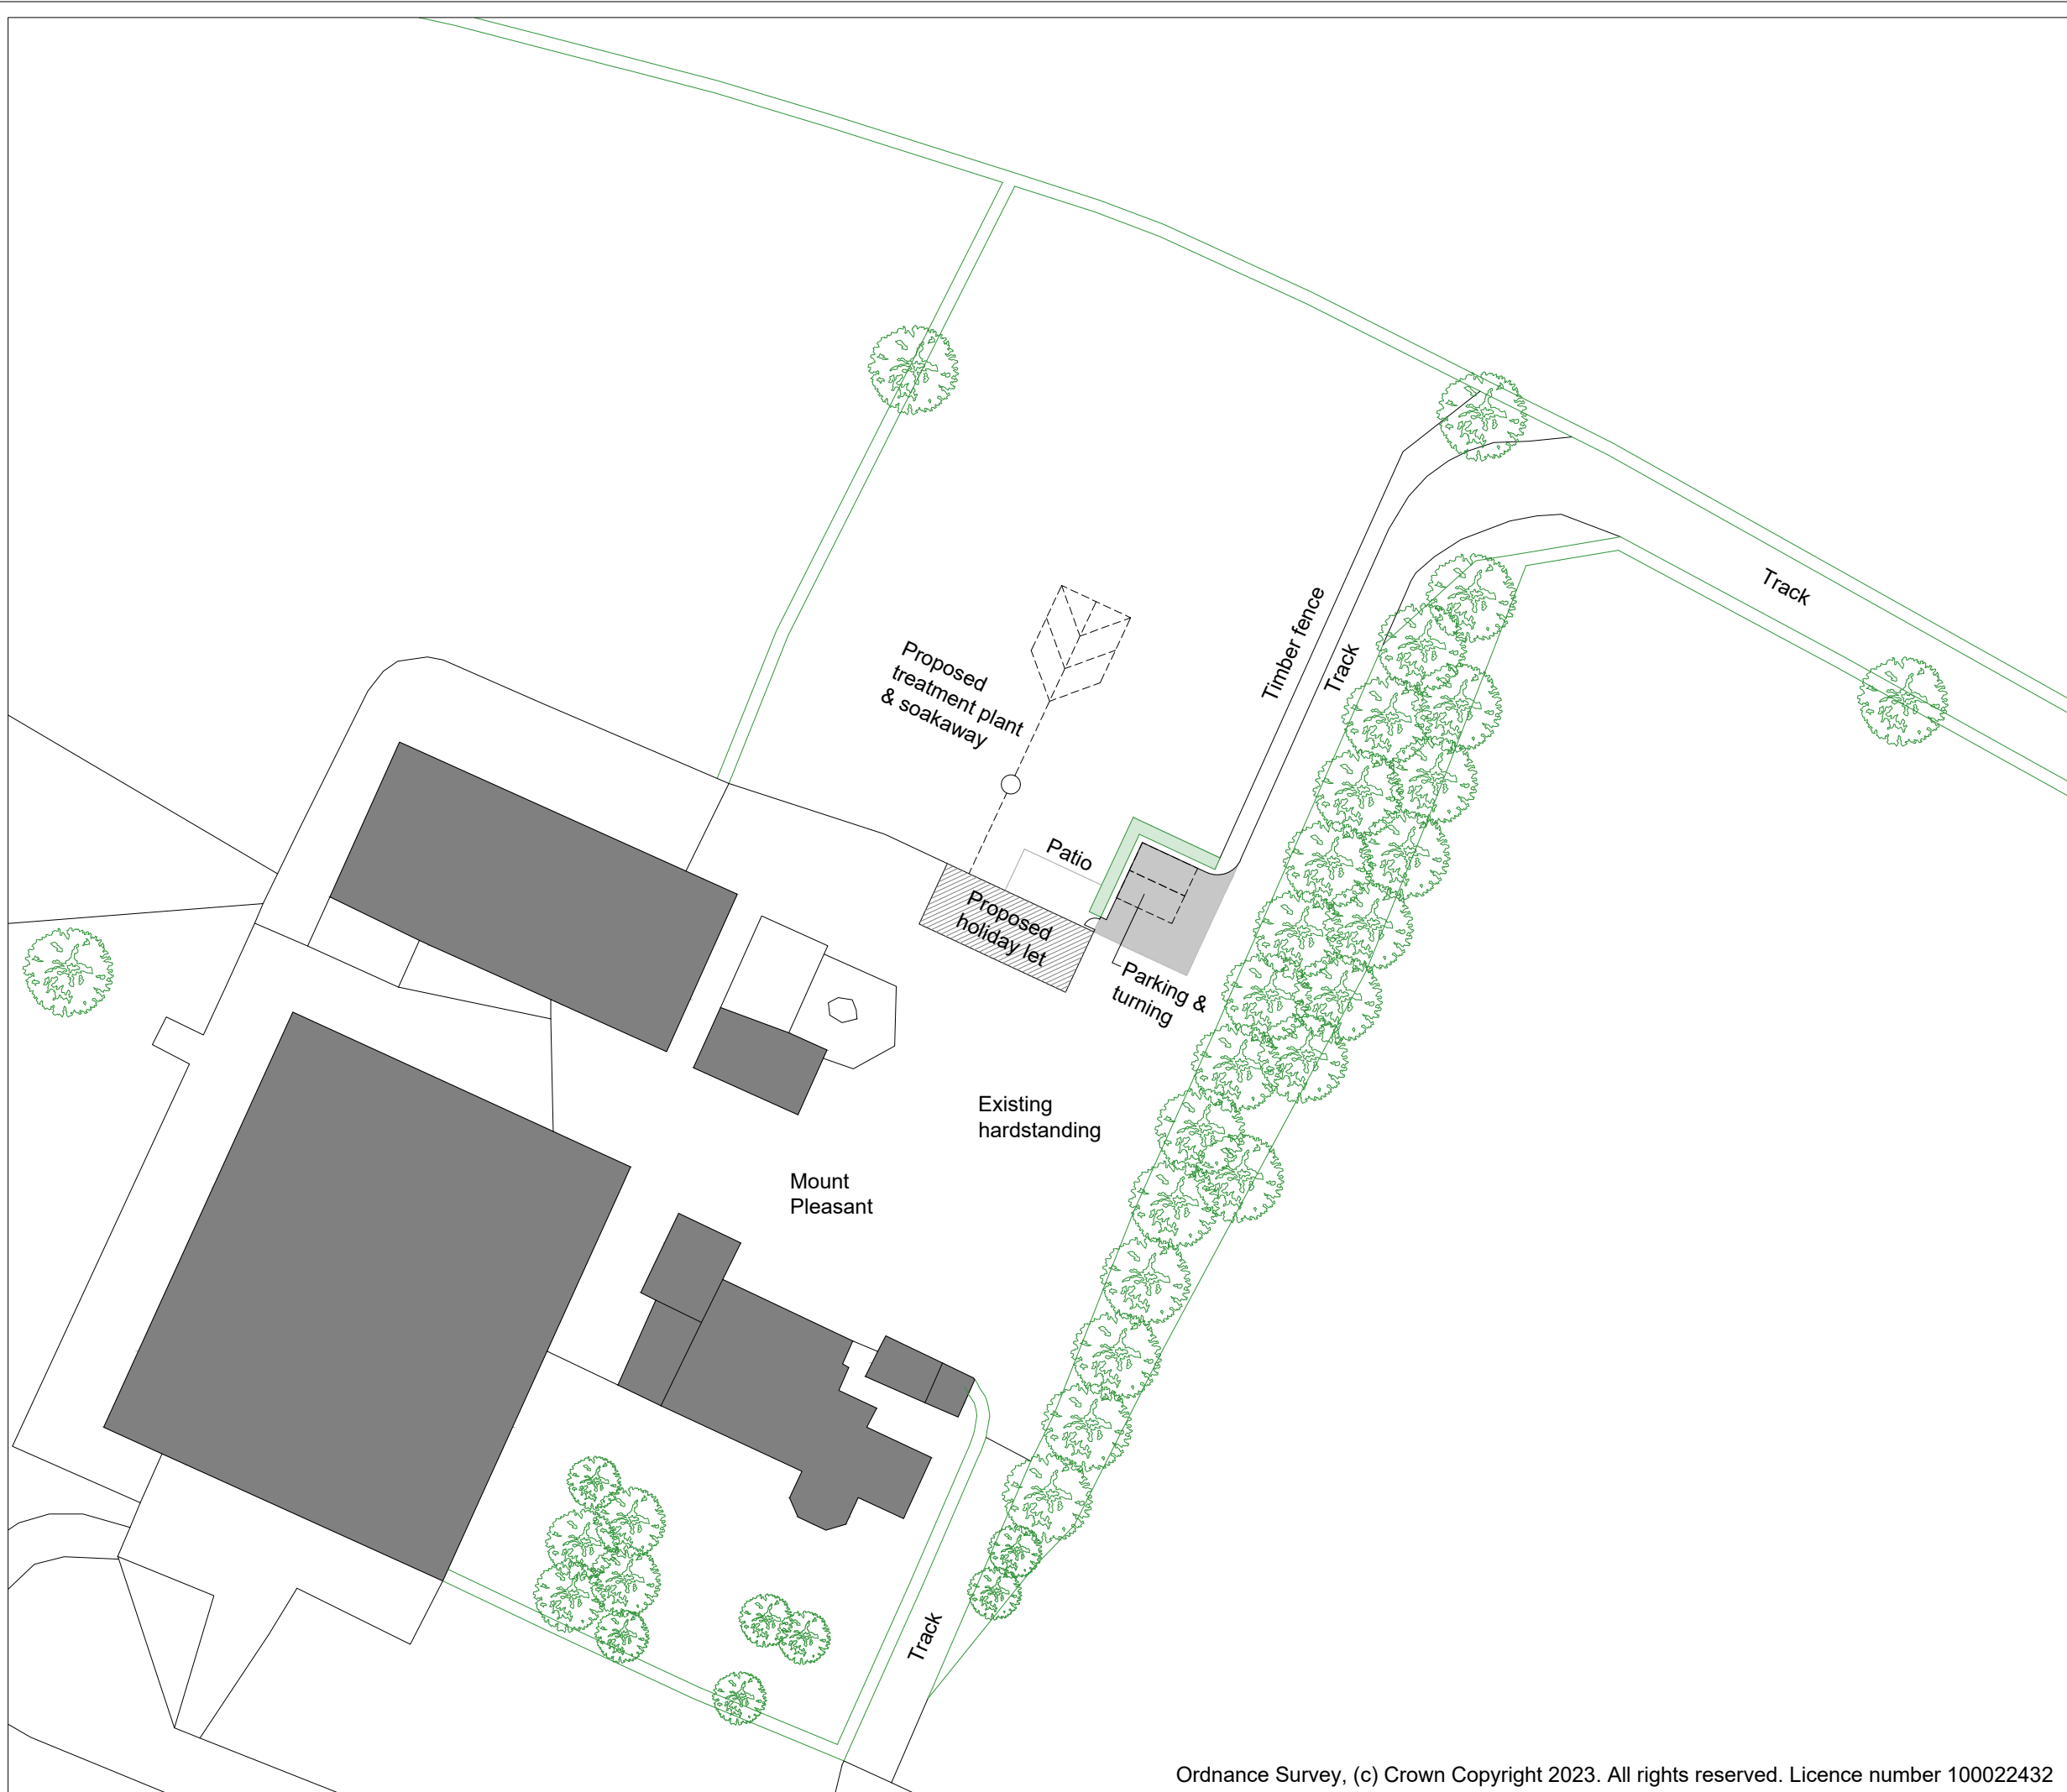 Track
Timber fence
Track
Proposed
treatment plant
& soakaway
Patio
Proposed
holiday let
Parking &
turning
Existing
hardstanding
Mount
Pleasant
Track
Ordnance Survey, (c) Crown Copyright 2023. All rights reserved. Licence number 100022432